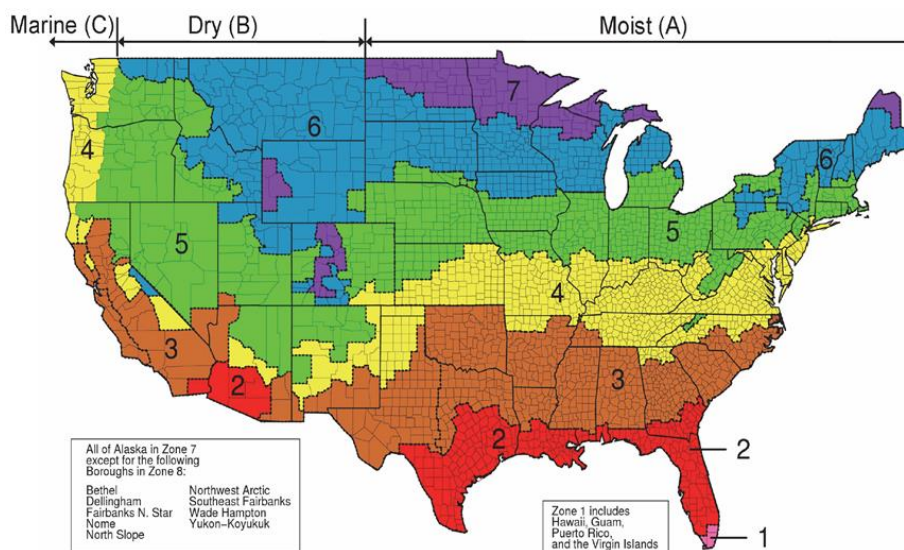 Marine (C) Dry (B) Moist (A)
7
6
6
4
5
5
4
3
3
2
2
2
1
All of Alaska in Zone 7
except for the following
Boroughs in Zone 8:
Bethel Northwest Arctic
Dellingham Southeast Fairbanks
Fairbanks N. Star Wade Hampton
Nome Yukon-Koyukuk
North Slope
Zone 1 includes
Hawaii, Guam,
Puerto Rico,
and the Virgin Islands